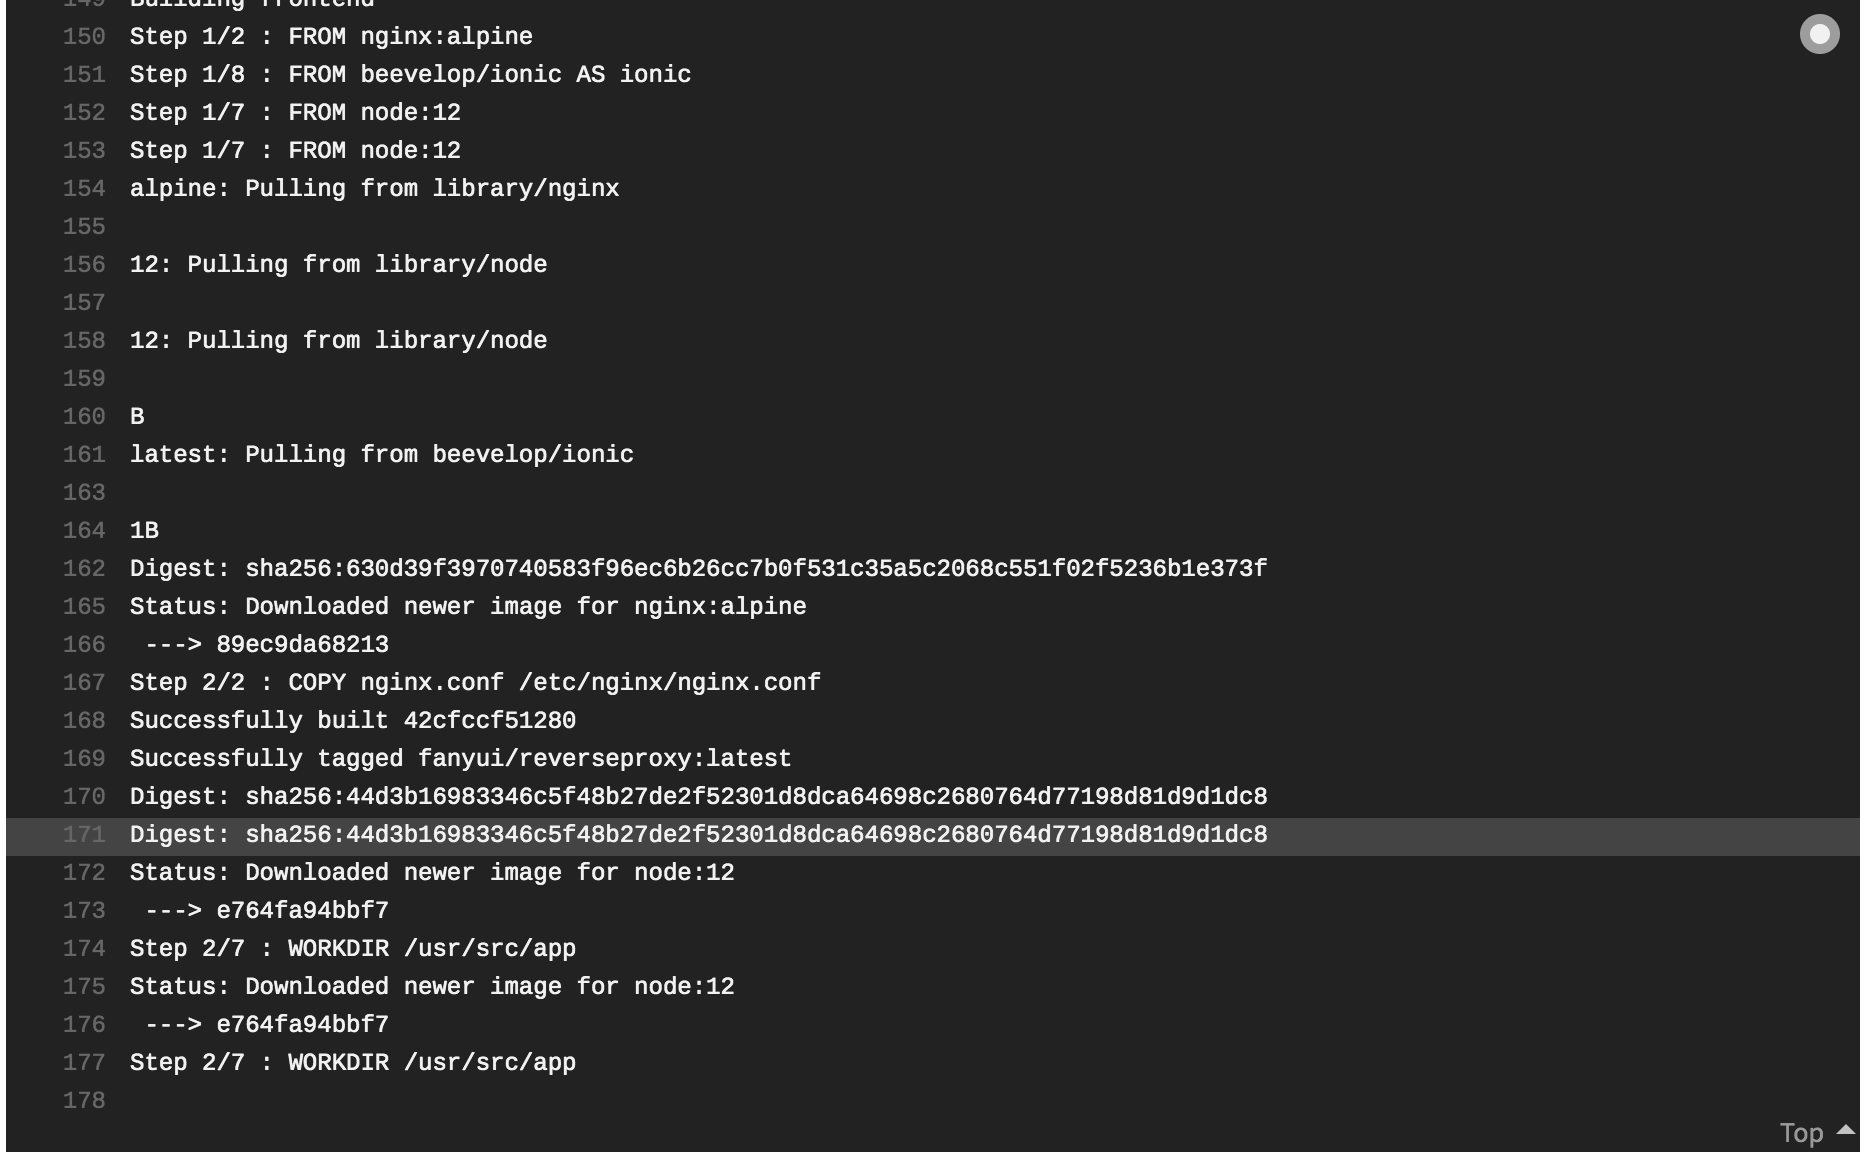 149 Building frontend
150 Step 1/2 : FROM nginx:alpine
151 Step 1/8 : FROM beevelop/ionic AS ionic
152 Step 1/7 : FROM node:12
153 Step 1/7 : FROM node:12
154 alpine: Pulling from library/nginx
155
156 12: Pulling from library/node
157
158 12: Pulling from library/node
159
160 B
161 latest: Pulling from beevelop/ionic
163
164 1B
162 Digest: sha256:630d39f3970740583f96ec6b26cc7b0f531c35a5c2068c551f02f5236b1e373f
165 Status: Downloaded newer image for nginx:alpine
166 ---> 89ec9da68213
167 Step 2/2 : COPY nginx.conf /etc/nginx/nginx.conf
168 Successfully built 42cfccf51280
169 Successfully tagged fanyui/reverseproxy:latest
170 Digest: sha256:44d3b16983346c5f48b27de2f52301d8dca64698c2680764d77198d81d9d1dc8
171 Digest: sha256:44d3b16983346c5f48b27de2f52301d8dca64698c2680764d77198d81d9d1dc8
172 Status: Downloaded newer image for node:12
173 ---> e764fa94bbf7
174 Step 2/7 : WORKDIR /usr/src/app
175 Status: Downloaded newer image for node:12
176 ---> e764fa94bbf7
177 Step 2/7 : WORKDIR /usr/src/app
178
Top